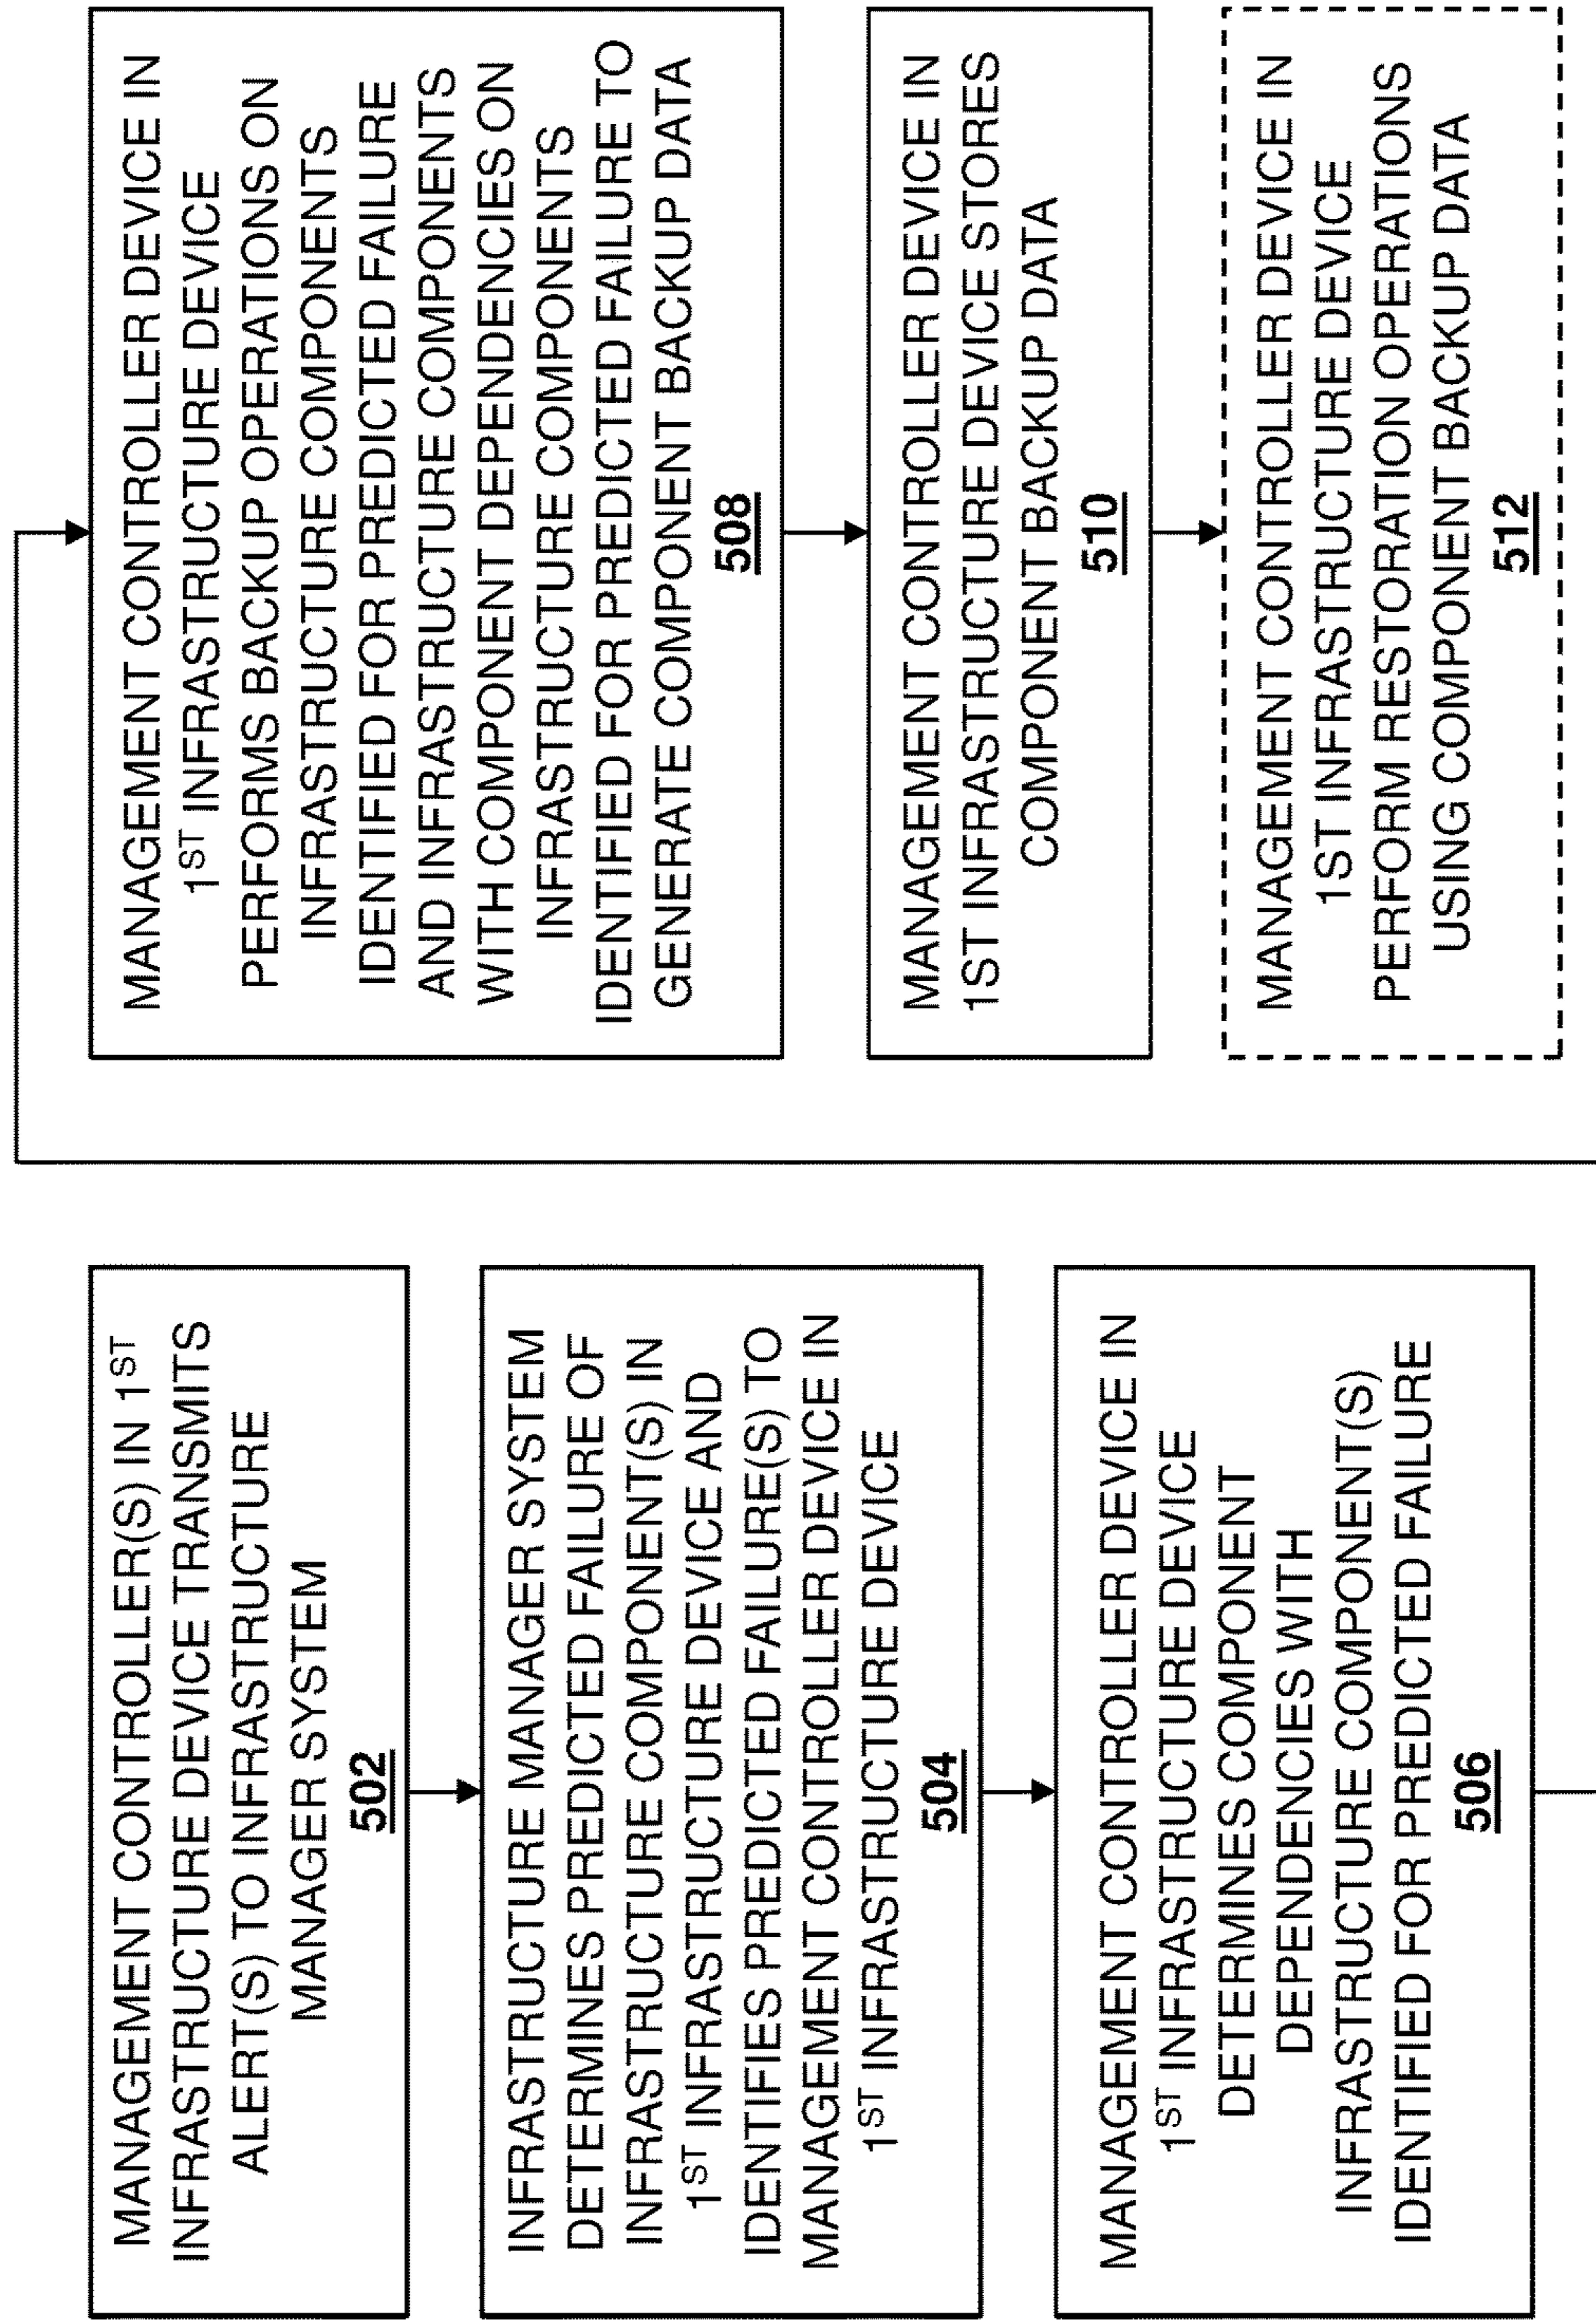 MANAGEMENT CONTROLLER(S) IN 1ST
INFRASTRUCTURE DEVICE TRANSMITS
ALERT(S) TO INFRASTRUCTURE
MANAGER SYSTEM
502
INFRASTRUCTURE MANAGER SYSTEM
DETERMINES PREDICTED FAILURE OF
INFRASTRUCTURE COMPONENT(S) IN
1ST INFRASTRUCTURE DEVICE AND
IDENTIFIES PREDICTED FAILURE(S) TO
MANAGEMENT CONTROLLER DEVICE IN
1ST INFRASTRUCTURE DEVICE
504
MANAGEMENT CONTROLLER DEVICE IN
1ST INFRASTRUCTURE DEVICE
DETERMINES COMPONENT
DEPENDENCIES WITH
INFRASTRUCTURE COMPONENT(S)
IDENTIFIED FOR PREDICTED FAILURE
506
MANAGEMENT CONTROLLER DEVICE IN
1ST INFRASTRUCTURE DEVICE
PERFORMS BACKUP OPERATIONS ON
INFRASTRUCTURE COMPONENTS
IDENTIFIED FOR PREDICTED FAILURE
AND INFRASTRUCTURE COMPONENTS
WITH COMPONENT DEPENDENCIES ON
INFRASTRUCTURE COMPONENTS
IDENTIFIED FOR PREDICTED FAILURE TO
GENERATE COMPONENT BACKUP DATA
508
MANAGEMENT CONTROLLER DEVICE IN
1ST INFRASTRUCTURE DEVICE STORES
COMPONENT BACKUP DATA
510
MANAGEMENT CONTROLLER DEVICE IN
1ST INFRASTRUCTURE DEVICE
PERFORM RESTORATION OPERATIONS
USING COMPONENT BACKUP DATA
512